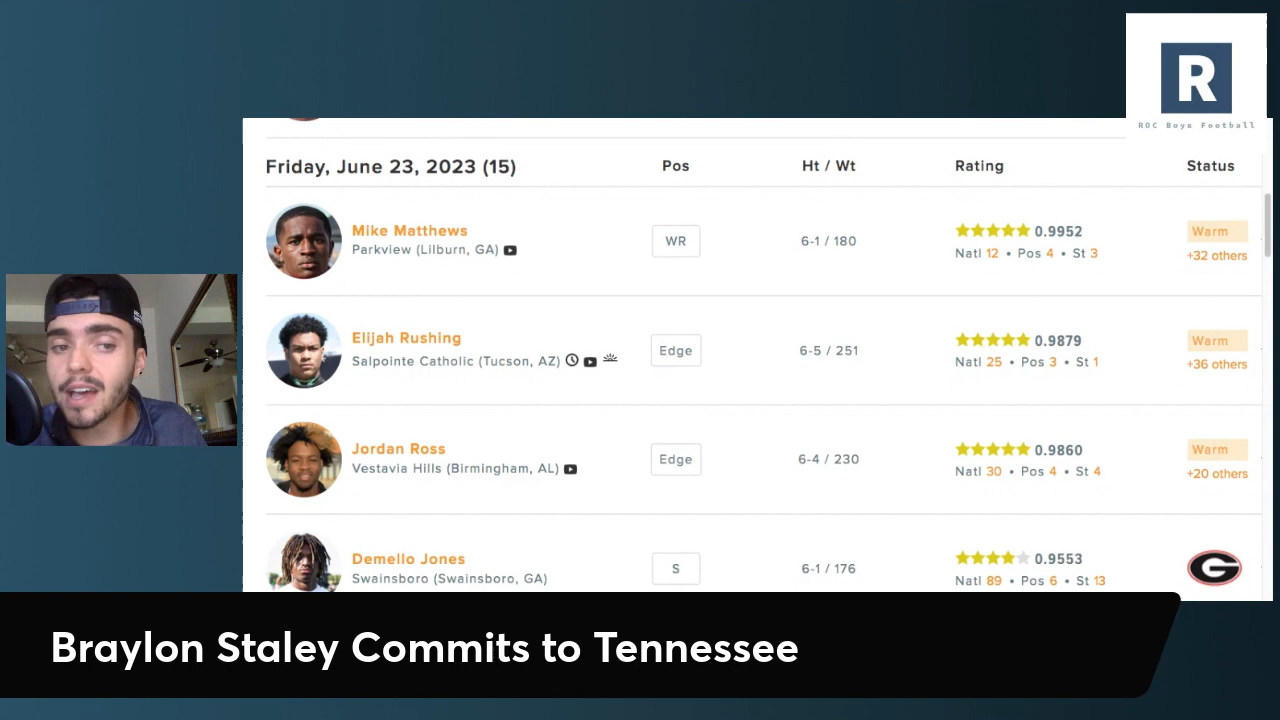 R
ROC Boys Football
Friday, June 23, 2023 (15) Pos Ht / Wt Rating Status
Mike Matthews
Parkview (Lilburn, GA)
WR
6-1 / 180
0.9952
Natl 12 • Pos 4 • St 3
Warm
+32 others
Elijah Rushing
Salpointe Catholic (Tucson, AZ)
Edge
6-5 / 251
0.9879
Natl 25 • Pos 3 • St 1
Warm
+36 others
Jordan Ross
Vestavia Hills (Birmingham, AL)
Edge
6-4 / 230
0.9860
Natl 30 • Pos 4 • St 4
Warm
+20 others
Demello Jones
Swainsboro (Swainsboro, GA)
S
6-1 / 176
0.9553
Natl 89 • Pos 6 • St 13
G
Braylon Staley Commits to Tennessee